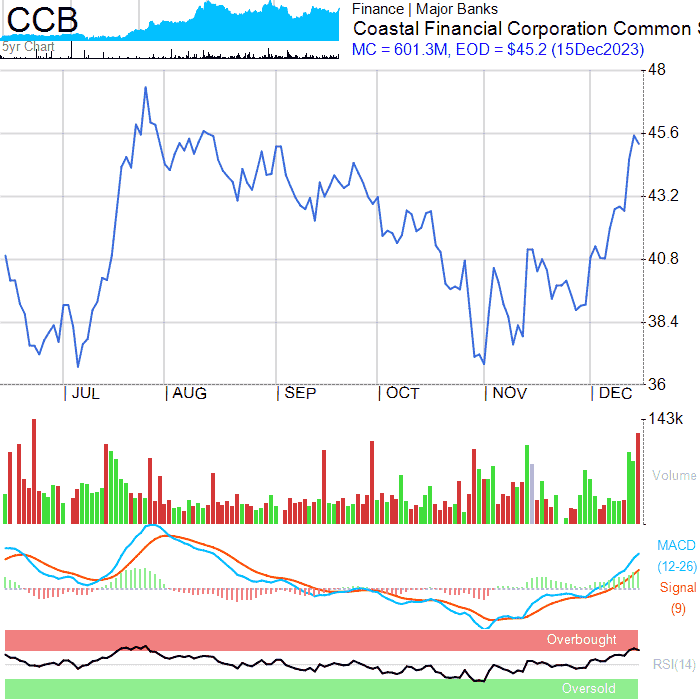 CCB
5yr Chart
Finance | Major Banks
Coastal Financial Corporation Common S
MC = 601.3M, EOD = $45.2 (15Dec2023)
48
45.6
43.2
40.8
38.4
36
| JUL | AUG | SEP | OCT | NOV | DEC
143k
Volume
MACD
(12-26)
Signal
(9)
Overbought
RSI(14)
Oversold